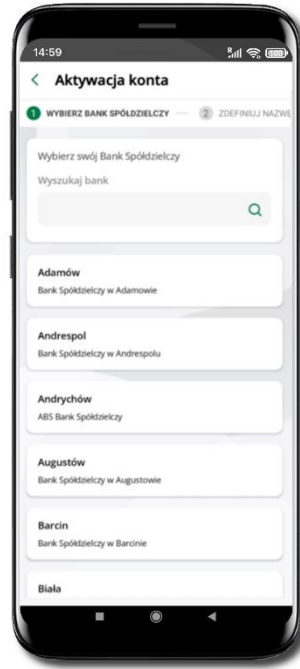 14:59
Aktywacja konta
1 WYBIERZ BANK SPÓŁDZIELCZY — 2 ZDEFINIUJ NAZWĘ
Wybierz swój Bank Spółdzielczy
Wyszukaj bank
Adamów
Bank Spółdzielczy w Adamowie
Andrespol
Bank Spółdzielczy w Andrespolu
Andrychów
ABS Bank Spółdzielczy
Augustów
Bank Spółdzielczy w Augustowie
Barcin
Bank Spółdzielczy w Barcinie
Biała